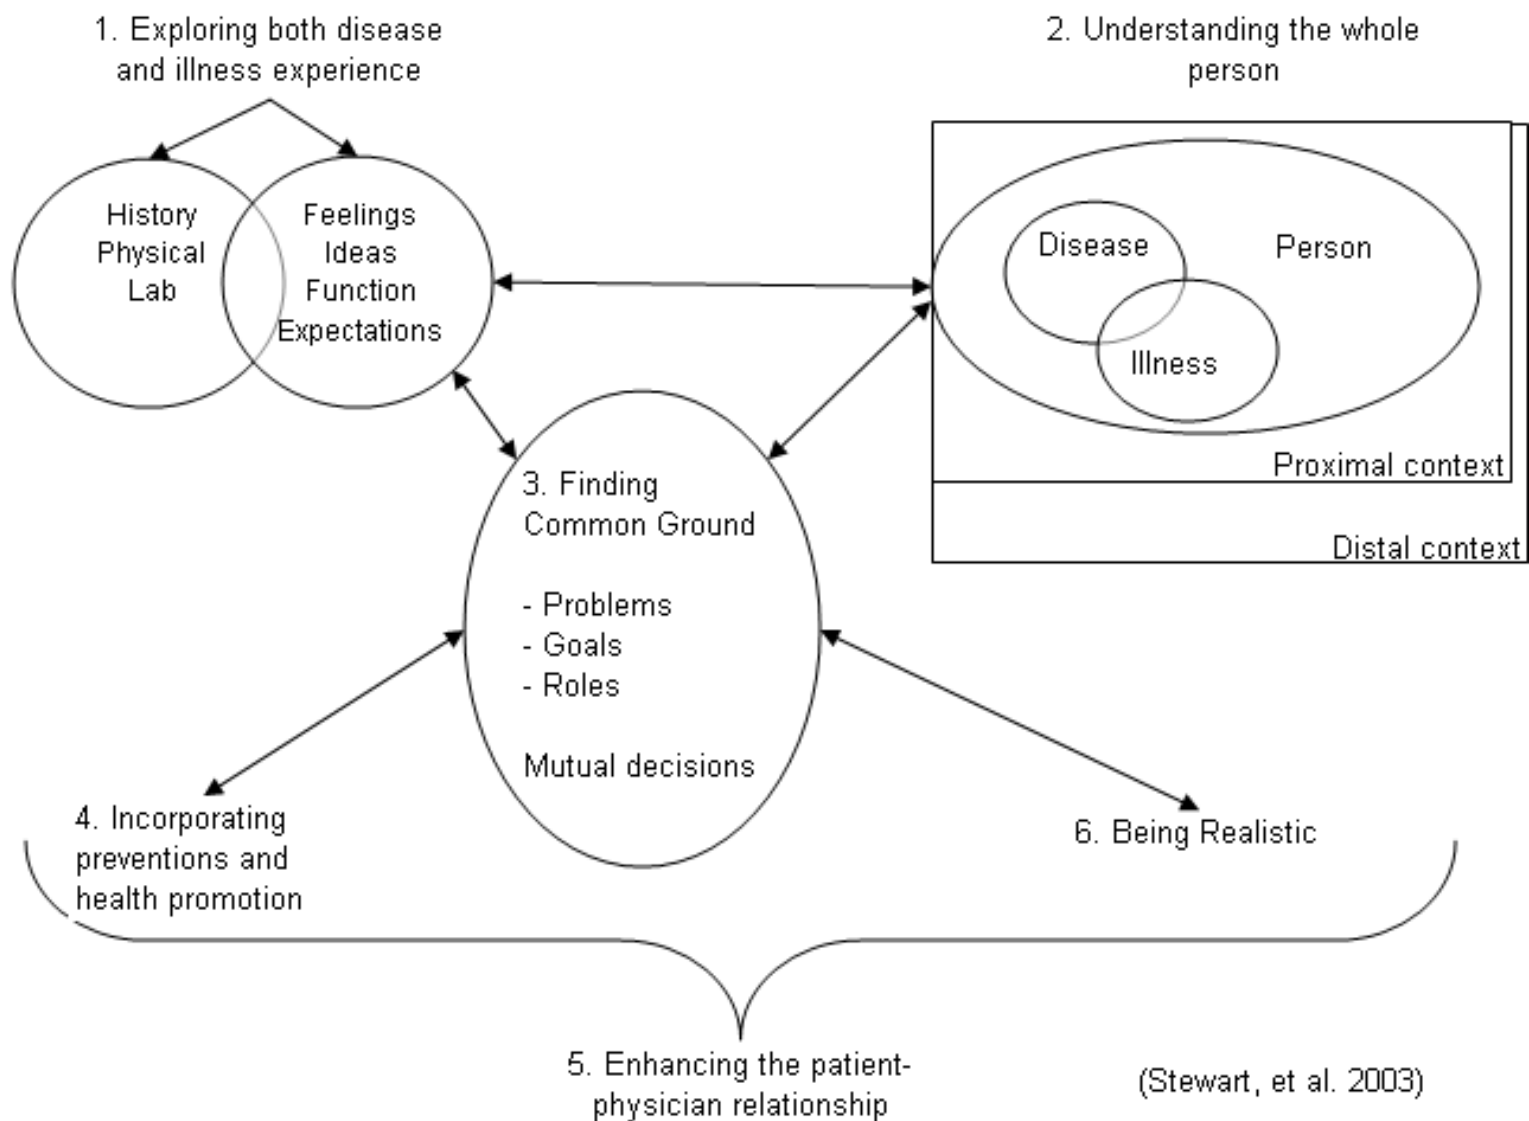 1. Exploring both disease
and illness experience
2. Understanding the whole
person
History
Physical
Lab
Feelings
Ideas
Function
Expectations
Disease
Person
Illness
Proximal context
Distal context
3. Finding
Common Ground
- Problems
- Goals
- Roles
Mutual decisions
4. Incorporating
preventions and
health promotion
6. Being Realistic
5. Enhancing the patient-
physician relationship
(Stewart, et al. 2003)